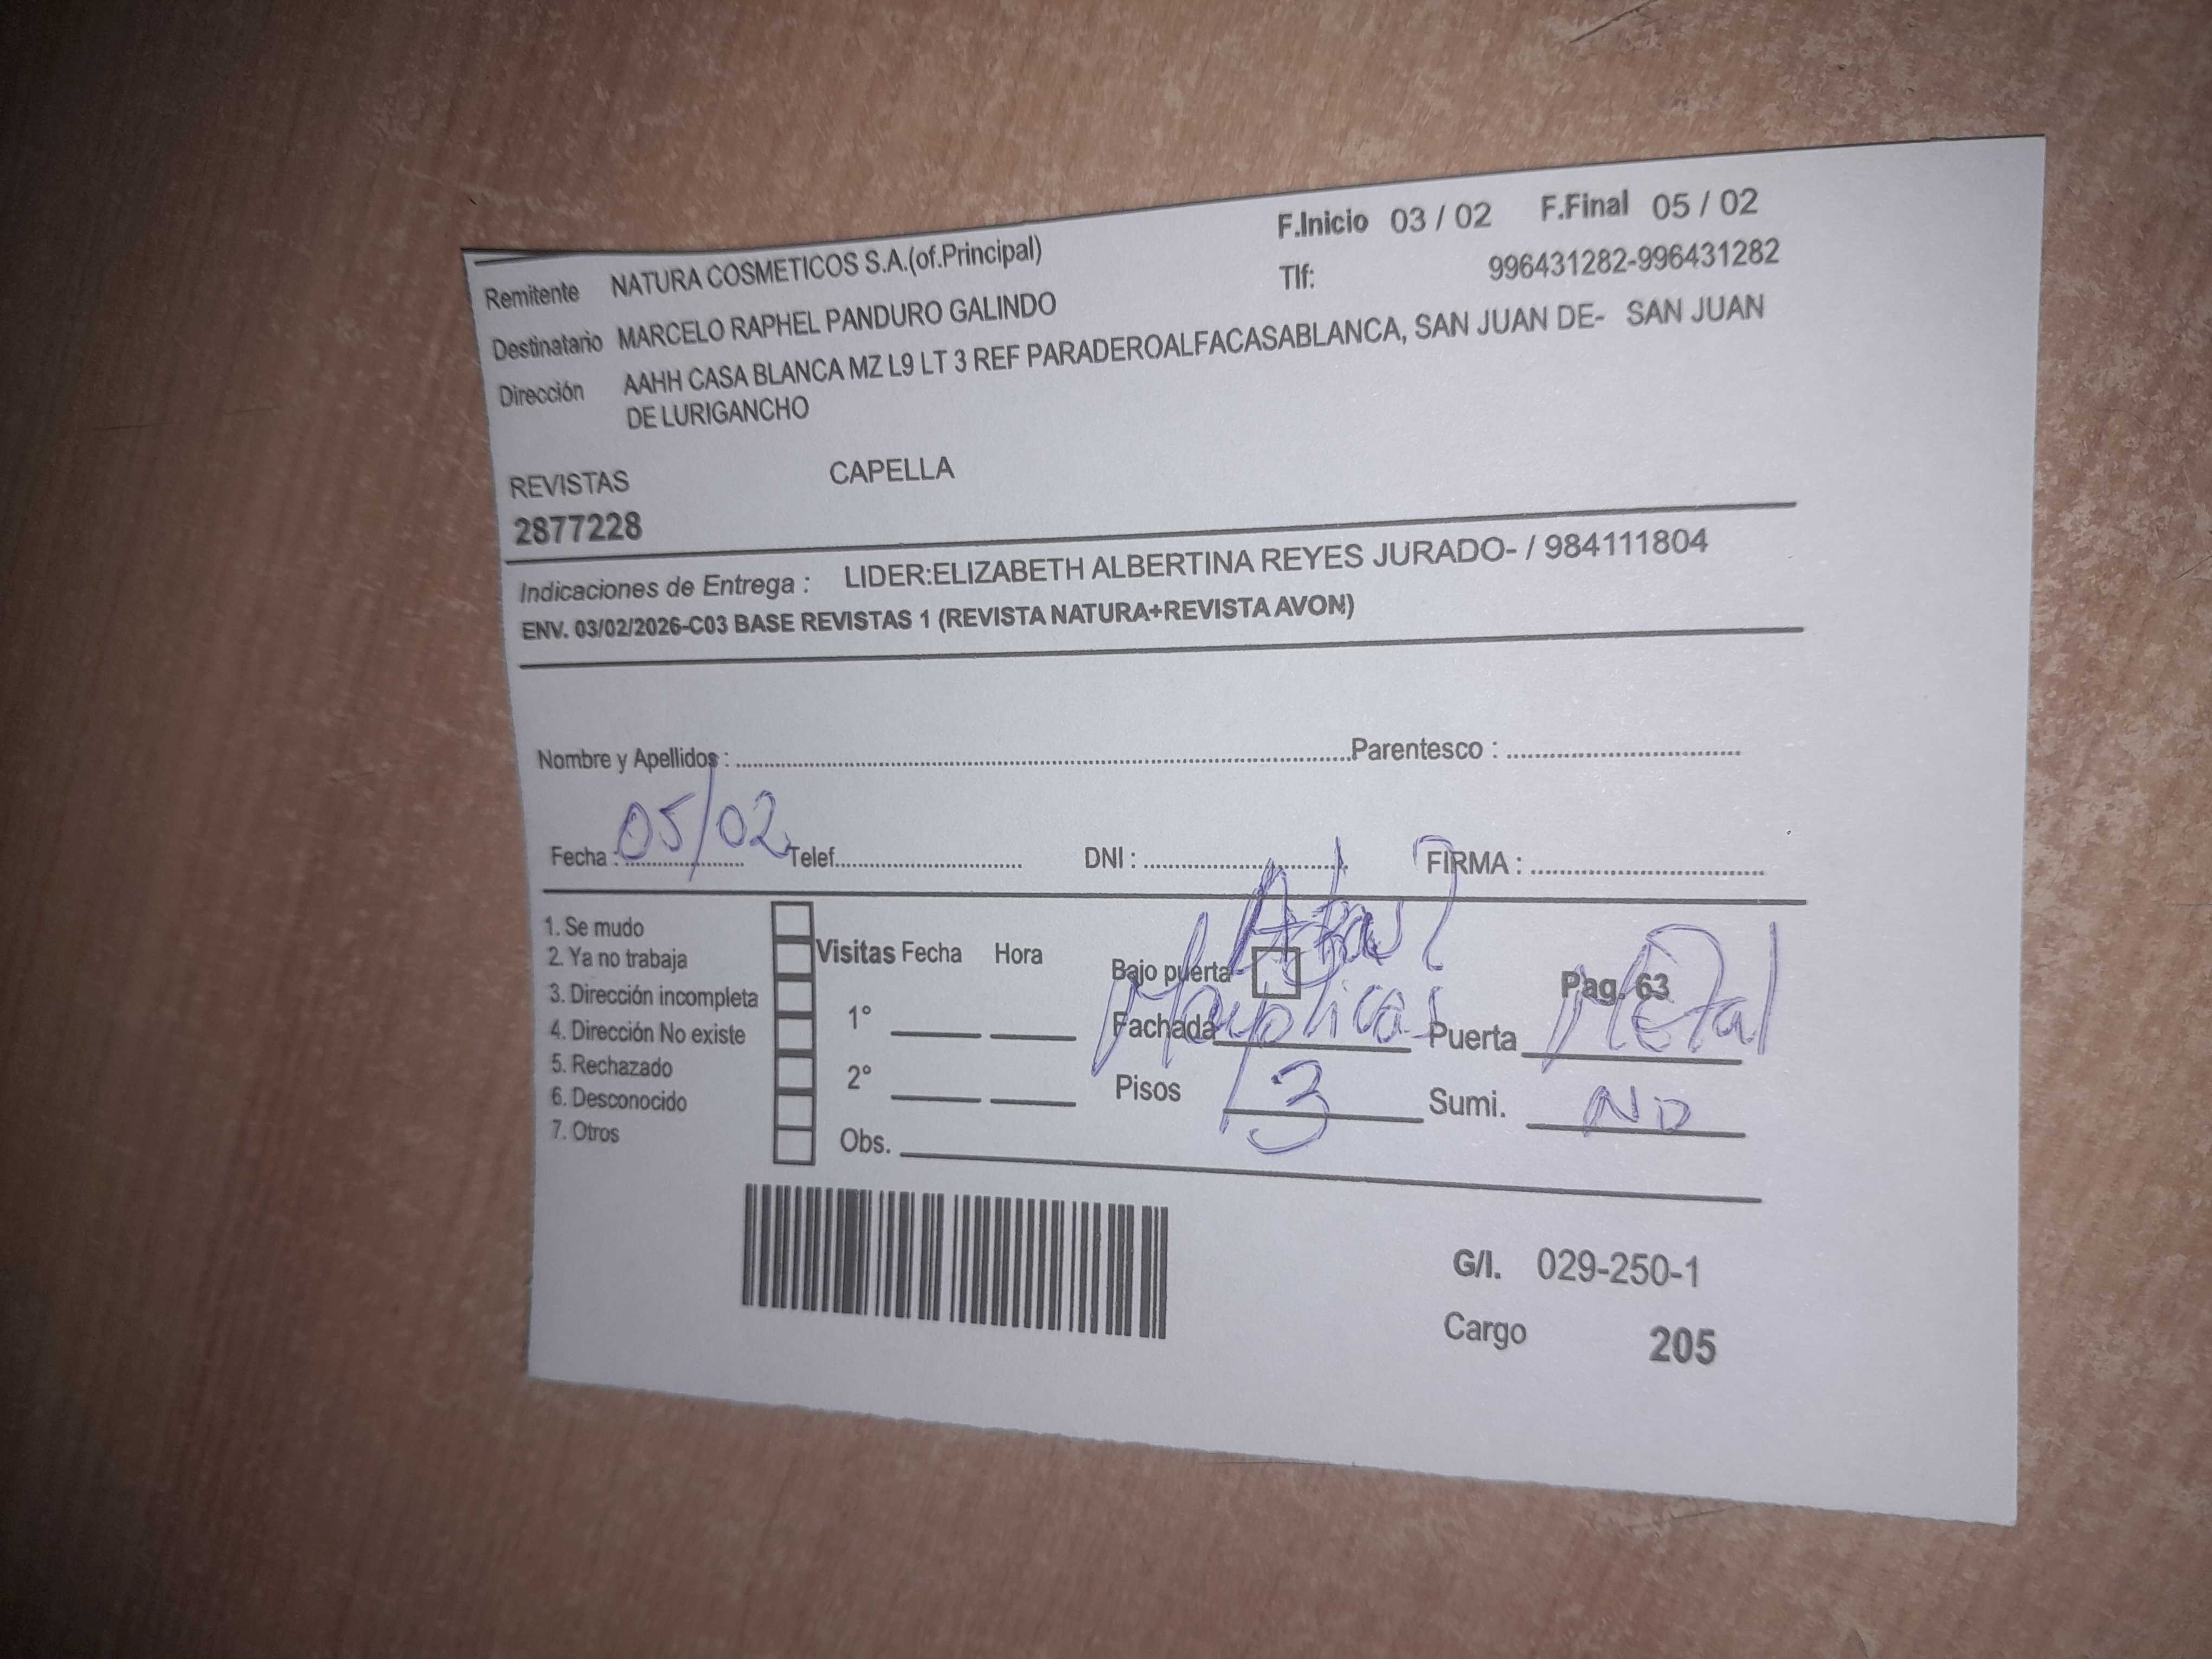 F.Inicio 03 / 02 F.Final 05 / 02
Remitente NATURA COSMETICOS S.A.(of.Principal) Tlf: 996431282-996431282
Destinatario MARCELO RAPHEL PANDURO GALINDO
Dirección AAHH CASA BLANCA MZ L9 LT 3 REF PARADEROALFACASABLANCA, SAN JUAN DE- SAN JUAN
DE LURIGANCHO
REVISTAS CAPELLA
2877228
Indicaciones de Entrega : LIDER:ELIZABETH ALBERTINA REYES JURADO- / 984111804
ENV. 03/02/2026-C03 BASE REVISTAS 1 (REVISTA NATURA+REVISTA AVON)
Nombre y Apellidos : Parentesco :
Fecha : 05/02 Telef. DNI : FIRMA :
1. Se mudo
2. Ya no trabaja
3. Dirección incompleta
4. Dirección No existe
5. Rechazado
6. Desconocido
7. Otros
Visitas Fecha Hora
1°
2°
Obs.
Bajo puerta Pag. 63
Fachada Mayolicas Puerta Metal
Pisos 3 Sumi. NO
G/I. 029-250-1
Cargo 205